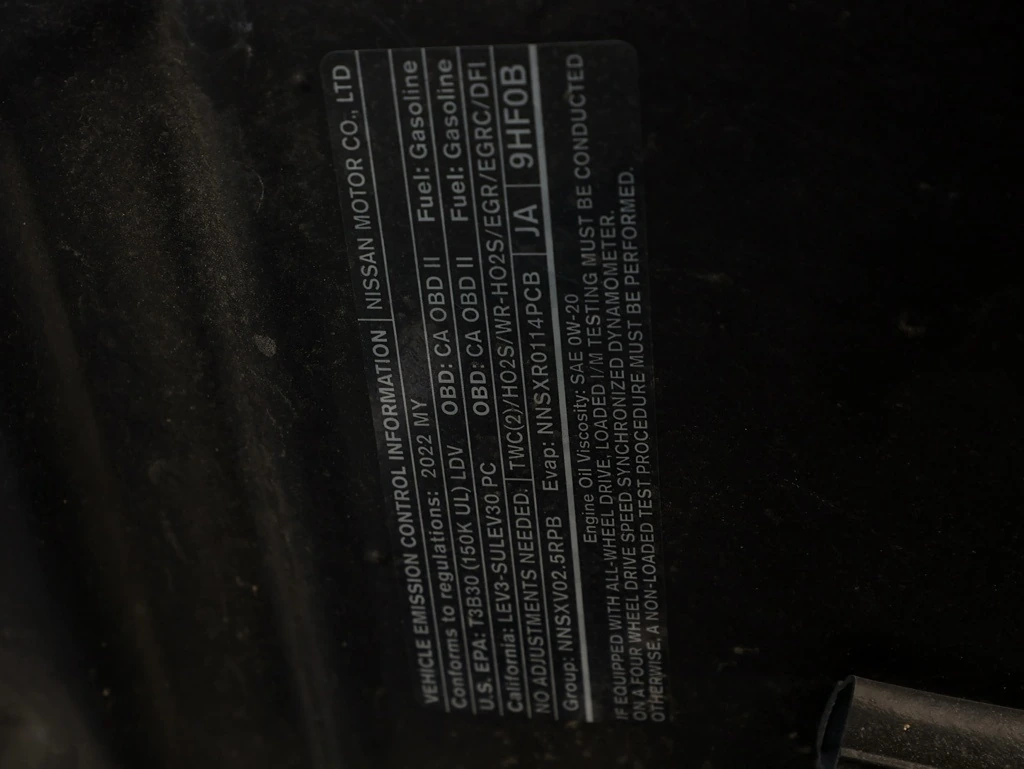 VEHICLE EMISSION CONTROL INFORMATION NISSAN MOTOR CO., LTD
Conforms to regulations: 2022 MY
U.S. EPA: T3B30 (150K UL) LDV OBD: CA OBD II Fuel: Gasoline
California: LEV3-SULEV30 PC OBD: CA OBD II Fuel: Gasoline
NO ADJUSTMENTS NEEDED. TWC(2)/HO2S/WR-HO2S/EGR/EGRC/DFI
Group: NNSXV02.5RPB Evap: NNSXR0114PCB JA 9HF0B
Engine Oil Viscosity: SAE 0W-20
IF EQUIPPED WITH ALL-WHEEL DRIVE, LOADED I/M TESTING MUST BE CONDUCTED
ON A FOUR WHEEL DRIVE SPEED SYNCHRONIZED DYNAMOMETER.
OTHERWISE, A NON-LOADED TEST PROCEDURE MUST BE PERFORMED.